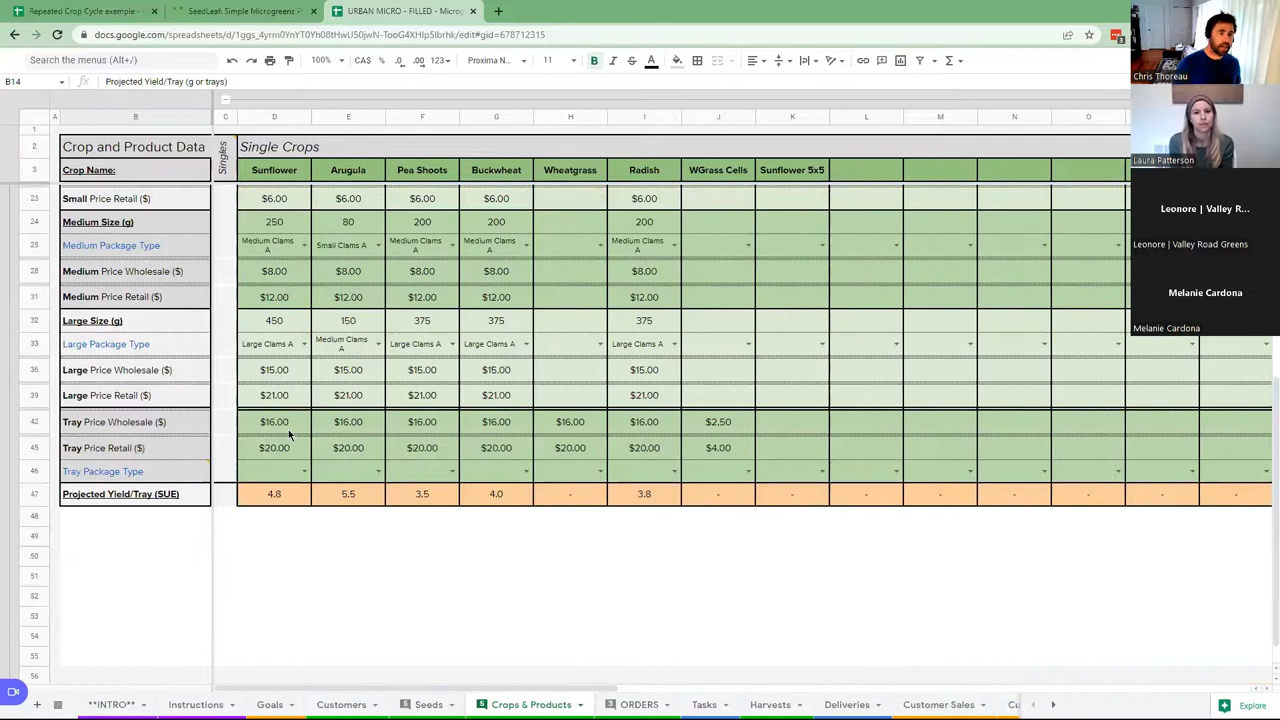 Repeated Crop Cycle example -
SeedLeaf: Simple Microgreens P
URBAN MICRO - FILLED - Microg
docs.google.com/spreadsheets/d/
Search the menus (Alt+/)
100%
CAS
%
.0
.00
123
Proxima N...
11
B
I
S
A
B14
fx
Projected Yield/Tray (g or trays)
A B C D E F G H I J K L M N O
1
2 Crop and Product Data Singles Single Crops
3 Crop Name: Sunflower Arugula Pea Shoots Buckwheat Wheatgrass Radish WGrass Cells Sunflower 5x5
23 Small Price Retail ($) $6.00 $6.00 $6.00 $6.00 $6.00
24 Medium Size (g) 250 80 200 200 200
25 Medium Package Type Medium Clams A Small Clams A Medium Clams A Medium Clams A Medium Clams A
28 Medium Price Wholesale ($) $8.00 $8.00 $8.00 $8.00 $8.00
31 Medium Price Retail ($) $12.00 $12.00 $12.00 $12.00 $12.00
32 Large Size (g) 450 150 375 375 375
33 Large Package Type Large Clams A Medium Clams A Large Clams A Large Clams A Large Clams A
36 Large Price Wholesale ($) $15.00 $15.00 $15.00 $15.00 $15.00
39 Large Price Retail ($) $21.00 $21.00 $21.00 $21.00 $21.00
42 Tray Price Wholesale ($) $16.00 $16.00 $16.00 $16.00 $16.00 $16.00 $2.50
45 Tray Price Retail ($) $20.00 $20.00 $20.00 $20.00 $20.00 $20.00 $4.00
46 Tray Package Type
47 Projected Yield/Tray (SUE) 4.8 5.5 3.5 4.0 - 3.8 - - - - - - - -
48
49
50
51
52
53
54
55
56
Chris Thoreau
Laura Patterson
Leonore | Valley R...
Leonore | Valley Road Greens
Melanie Cardona
Melanie Cardona
**INTRO** Instructions Goals Customers 5 Seeds 5 Crops & Products 3 ORDERS Tasks Harvests Deliveries Customer Sales Cu
Explore